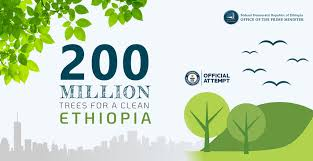 Federal Democratic Republic of Ethiopia
OFFICE OF THE PRIME MINISTER
200
MILLION
TREES FOR A CLEAN
ETHIOPIA
OFFICIAL
ATTEMPT